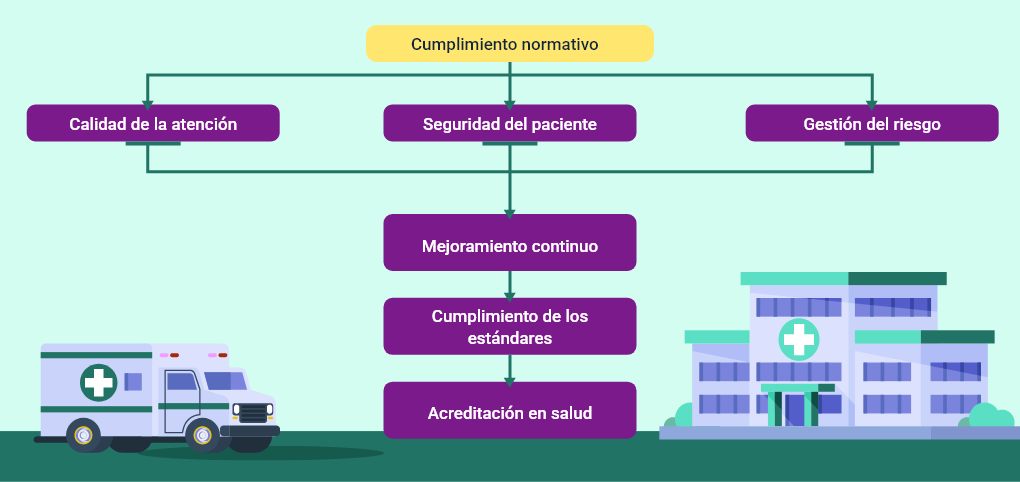 Cumplimiento normativo
Calidad de la atención
Seguridad del paciente
Gestión del riesgo
Mejoramiento continuo
Cumplimiento de los
estándares
Acreditación en salud